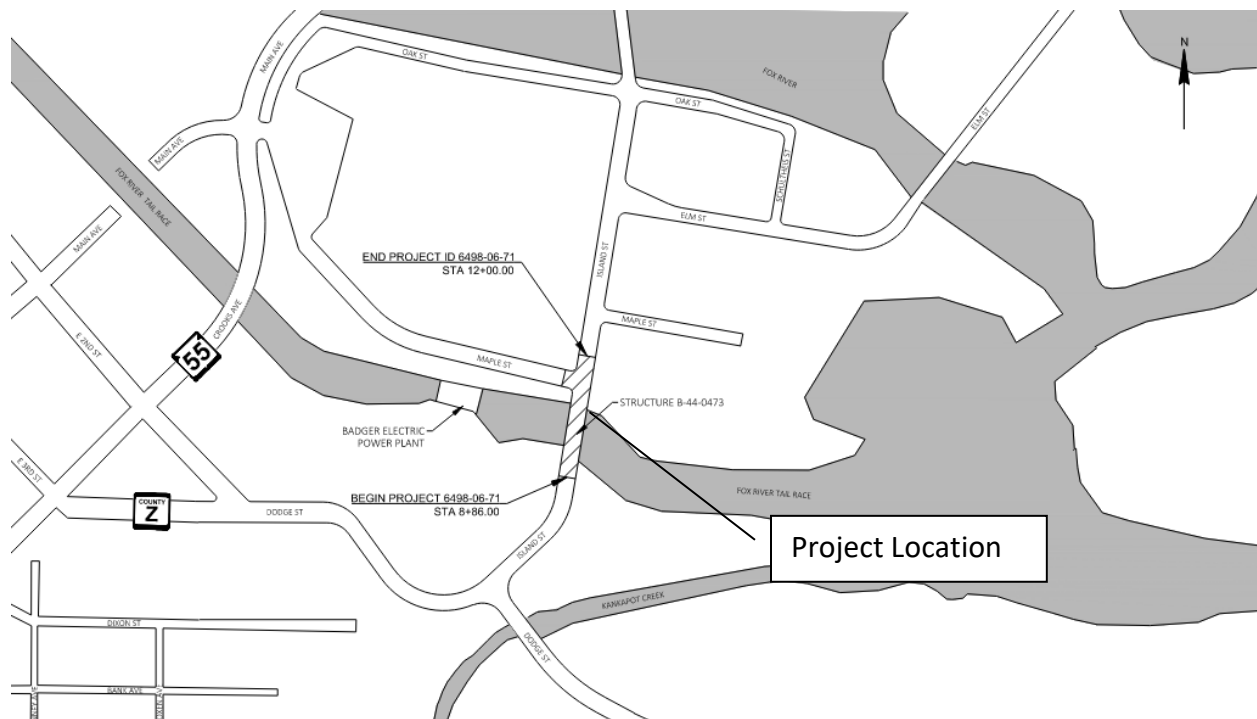 MAIN AVE
OAK ST
FOX RIVER
N
OAK ST
ELM ST
MAIN AVE
SCHULTHEIS ST
FOX RIVER TAIL RACE
ELM ST
MAIN AVE
END PROJECT ID 6498-06-71
STA 12+00.00
ISLAND ST
CROOKS AVE
MAPLE ST
E 2ND ST
55
MAPLE ST
STRUCTURE B-44-0473
BADGER ELECTRIC
POWER PLANT
E 3RD ST
BEGIN PROJECT 6498-06-71
STA 8+86.00
FOX RIVER TAIL RACE
COUNTY
Z
DODGE ST
ISLAND ST
Project Location
KANKAPOT CREEK
DIXON ST
DODGE ST
BANX AVE